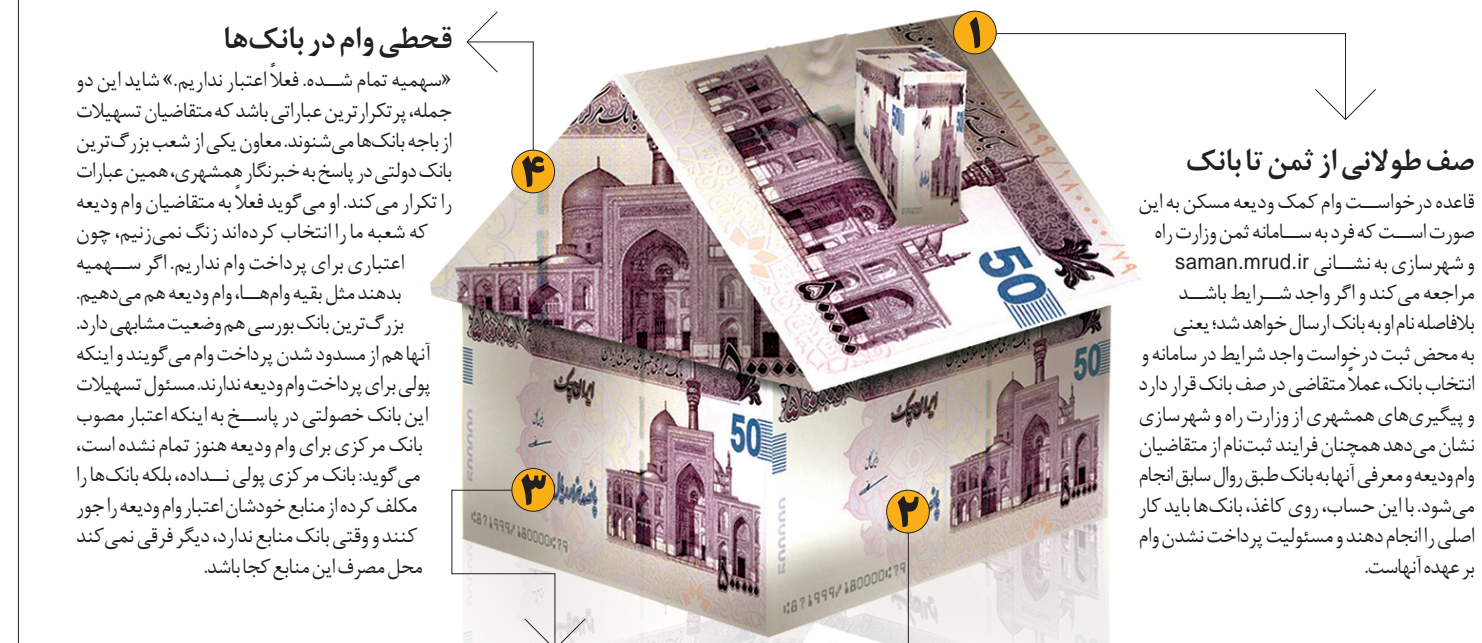 ۱
صف طولانی از ثمن تا بانک
قاعده درخواست وام کمک ودیعه مسکن به این
صورت است که فرد به سامانه ثمن وزارت راه
و شهرسازی به نشانی saman.mrud.ir
مراجعه می‌کند و اگر واجد شرایط باشد
بلافاصله نام او به بانک ارسال خواهد شد؛ یعنی
به محض ثبت درخواست واجد شرایط در سامانه و
انتخاب بانک، عملاً متقاضی در صف بانک قرار دارد
و پیگیری‌های همشهری از وزارت راه و شهرسازی
نشان می‌دهد همچنان فرایند ثبت‌نام از متقاضیان
وام ودیعه و معرفی آنها به بانک طبق روال سابق انجام
می‌شود. با این حساب، روی کاغذ، بانک‌ها باید کار
اصلی را انجام دهند و مسئولیت پرداخت نشدن وام
بر عهده آنهاست.
۲
۳
۴
قحطی وام در بانک‌ها
«سهمیه تمام شده. فعلاً اعتبار نداریم.» شاید این دو
جمله، پرتکرارترین عباراتی باشد که متقاضیان تسهیلات
از باجه بانک‌ها می‌شنوند. معاون یکی از شعب بزرگ‌ترین
بانک دولتی در پاسخ به خبرنگار همشهری، همین عبارات
را تکرار می‌کند. او می‌گوید فعلاً به متقاضیان وام ودیعه
که شعبه ما را انتخاب کرده‌اند زنگ نمی‌زنیم، چون
اعتباری برای پرداخت وام نداریم. اگر سهمیه
بدهند مثل بقیه وام‌ها، وام ودیعه هم می‌دهیم.
بزرگ‌ترین بانک بورسی هم وضعیت مشابهی دارد.
آنها هم از مسدود شدن پرداخت وام می‌گویند و اینکه
پولی برای پرداخت وام ودیعه ندارند. مسئول تسهیلات
این بانک خصولتی در پاسخ به اینکه اعتبار مصوب
بانک مرکزی برای وام ودیعه هنوز تمام نشده است،
می‌گوید: بانک مرکزی پولی نداده، بلکه بانک‌ها را
مکلف کرده از منابع خودشان اعتبار وام ودیعه را جور
کنند و وقتی بانک منابع ندارد، دیگر فرقی نمی‌کند
محل مصرف این منابع کجا باشد.
50
50
50
50
ایران چک
ایران چک